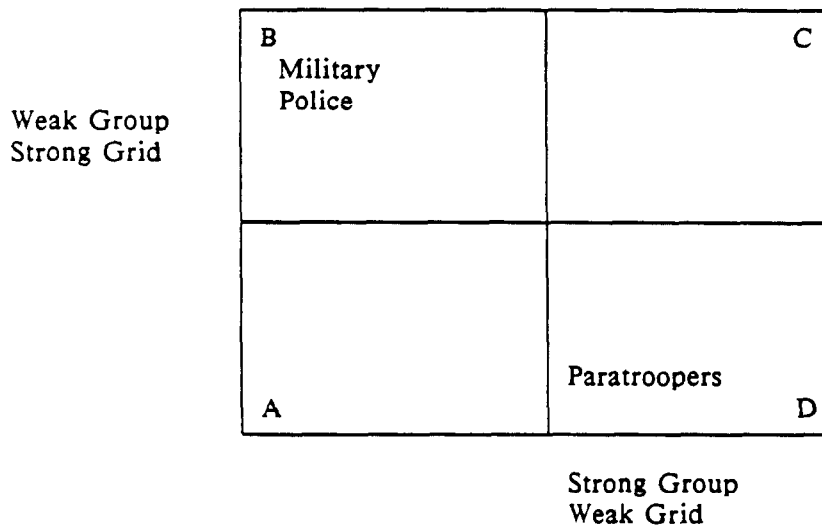 B
C
Military
Police
Weak Group
Strong Grid
Paratroopers
A
D
Strong Group
Weak Grid